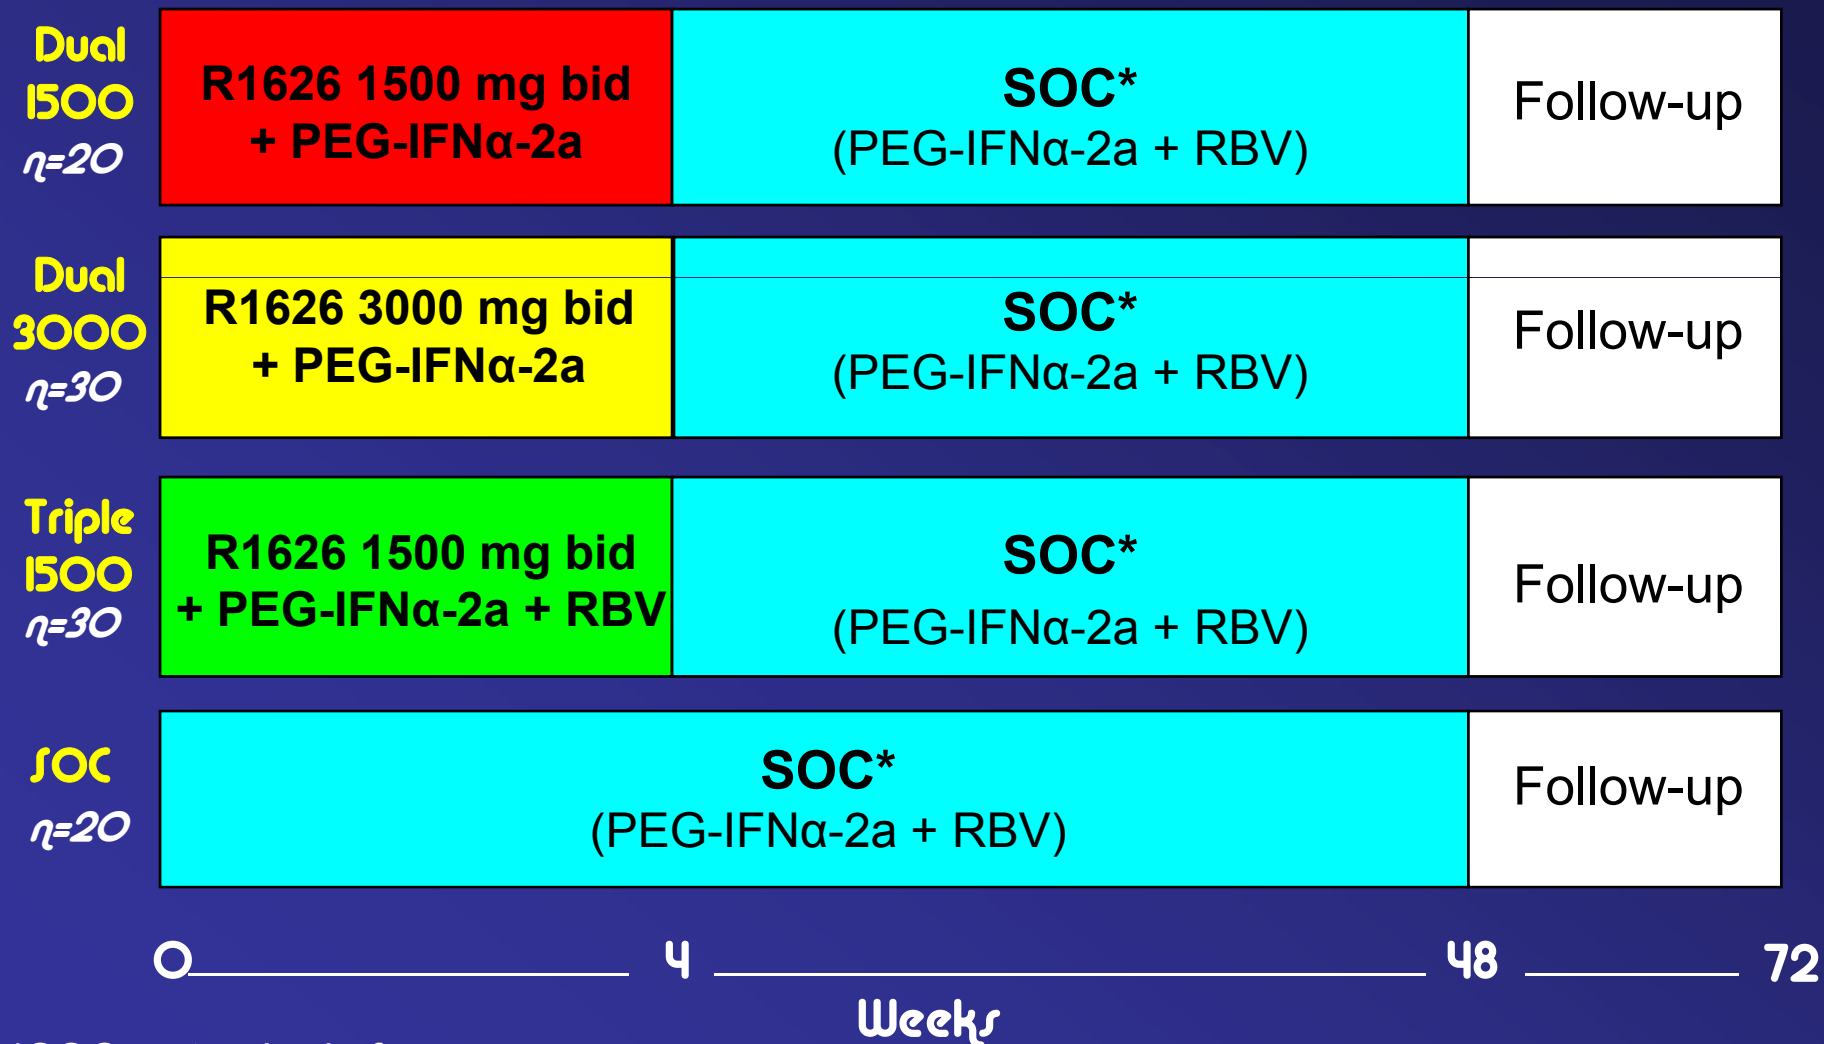 Dual
1500
n=20
R1626 1500 mg bid
+ PEG-IFNα-2a
SOC*
(PEG-IFNα-2a + RBV)
Follow-up
Dual
3000
n=30
R1626 3000 mg bid
+ PEG-IFNα-2a
SOC*
(PEG-IFNα-2a + RBV)
Follow-up
Triple
1500
n=30
R1626 1500 mg bid
+ PEG-IFNα-2a + RBV
SOC*
(PEG-IFNα-2a + RBV)
Follow-up
SOC
n=20
SOC*
(PEG-IFNα-2a + RBV)
Follow-up
0 4 48 72
Weeks